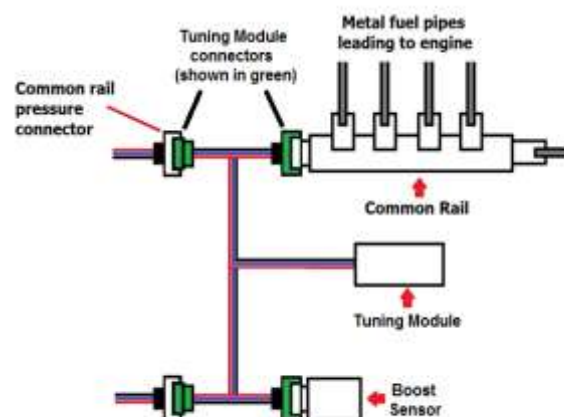 Metal fuel pipes
leading to engine
Tuning Module
connectors
(shown in green)
Common rail
pressure
connector
Common Rail
Tuning Module
Boost
Sensor